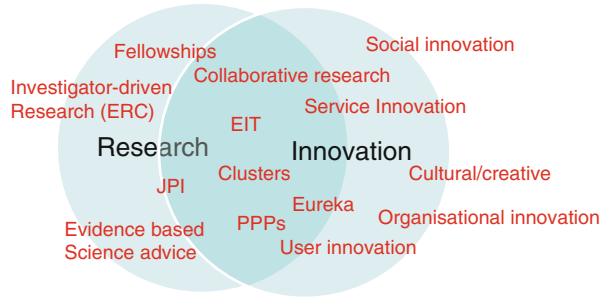 Fellowships
Social innovation
Collaborative research
Investigator-driven
Research (ERC)
Service Innovation
EIT
Research
Innovation
Clusters
Cultural/creative
JPI
Eureka
Organisational innovation
PPPs
Evidence based
Science advice
User innovation